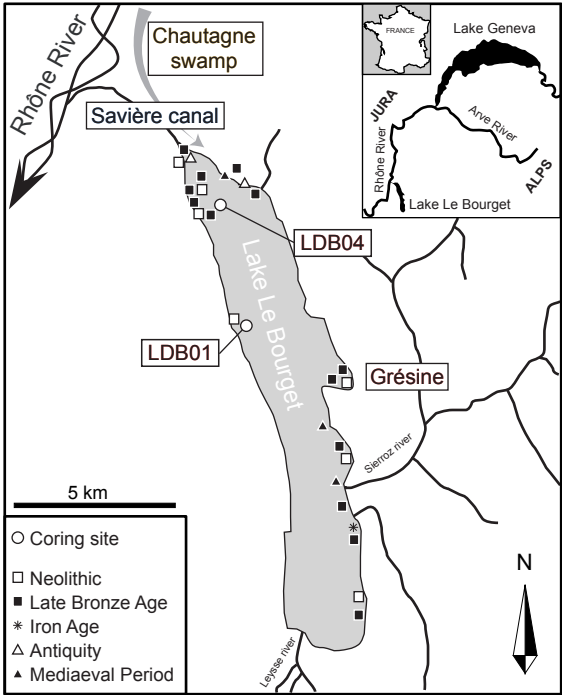 Rhône River
Chautagne
swamp
Savière canal
FRANCE
Lake Geneva
JURA
Arve River
Rhône River
ALPS
Lake Le Bourget
LDB04
Lake Le Bourget
LDB01
Grésine
Sierroz river
5 km
Coring site
Neolithic
Late Bronze Age
Iron Age
Antiquity
Mediaeval Period
Leysse river
N